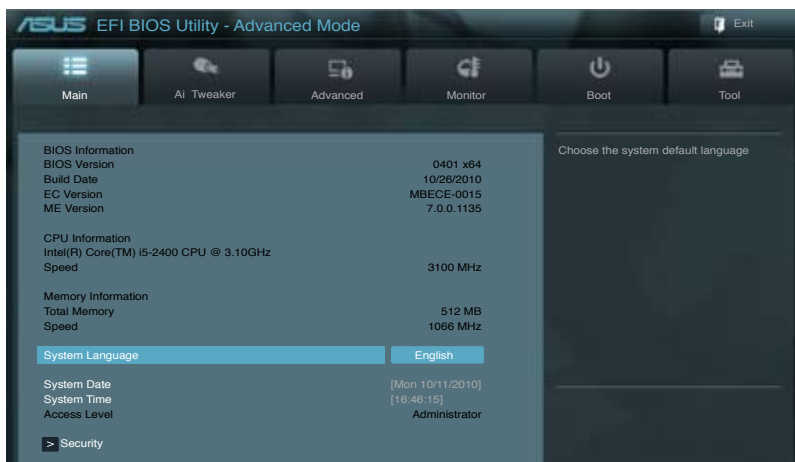 ASUS EFI BIOS Utility - Advanced Mode
Exit
Main
Ai Tweaker
Advanced
Monitor
Boot
Tool
Choose the system default language
BIOS Information
BIOS Version 0401 x64
Build Date 10/26/2010
EC Version MBECE-0015
ME Version 7.0.0.1135
CPU Information
Intel(R) Core(TM) i5-2400 CPU @ 3.10GHz
Speed 3100 MHz
Memory Information
Total Memory 512 MB
Speed 1066 MHz
System Language English
System Date [Mon 10/11/2010]
System Time [16:46:15]
Access Level Administrator
> Security